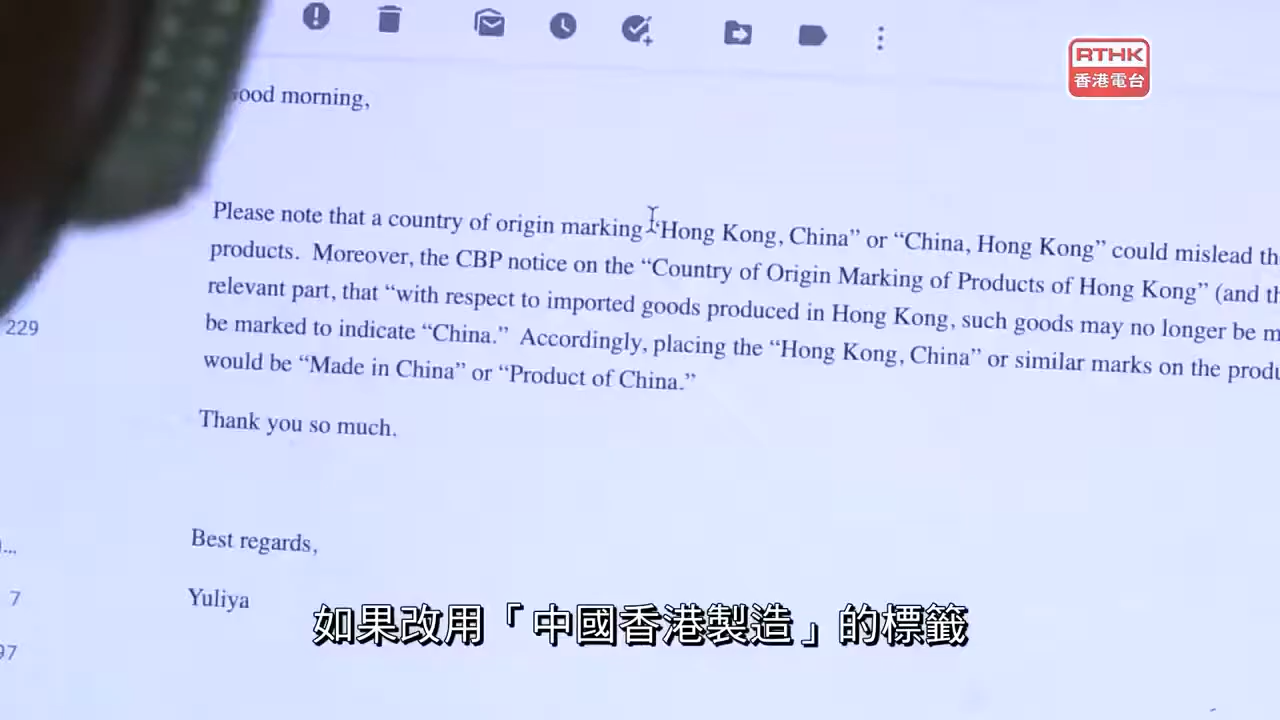 RTHK
香港電台
ood morning,
Please note that a country of origin marking “Hong Kong, China” or “China, Hong Kong” could mislead th
products. Moreover, the CBP notice on the “Country of Origin Marking of Products of Hong Kong” (and th
relevant part, that “with respect to imported goods produced in Hong Kong, such goods may no longer be m
229
be marked to indicate “China.” Accordingly, placing the “Hong Kong, China” or similar marks on the produ
would be “Made in China” or “Product of China.”
Thank you so much.
Best regards,
...
7
Yuliya
97
如果改用「中國香港製造」的標籤